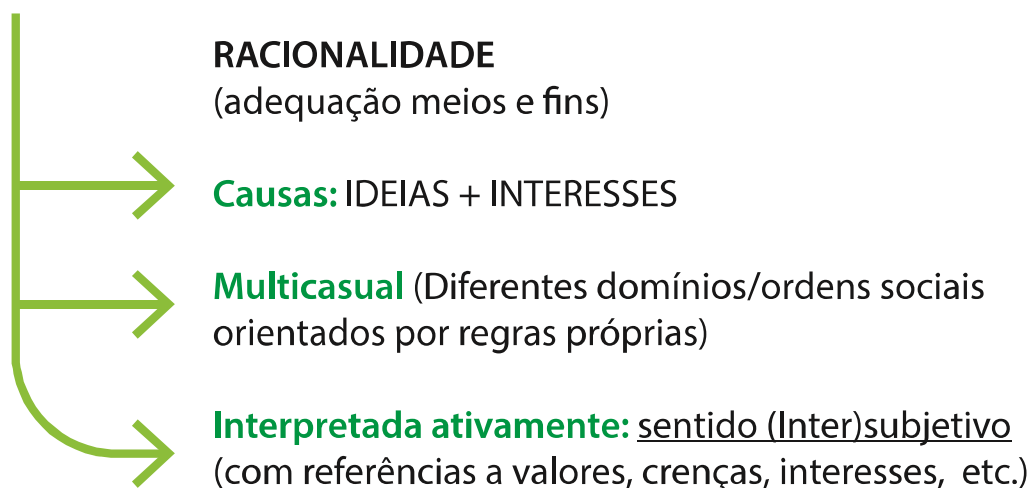 RACIONALIDADE
(adequação meios e fins)
Causas: IDEIAS + INTERESSES
Multicasual (Diferentes domínios/ordens sociais
orientados por regras próprias)
Interpretada ativamente: sentido (Inter)subjetivo
(com referências a valores, crenças, interesses, etc.)